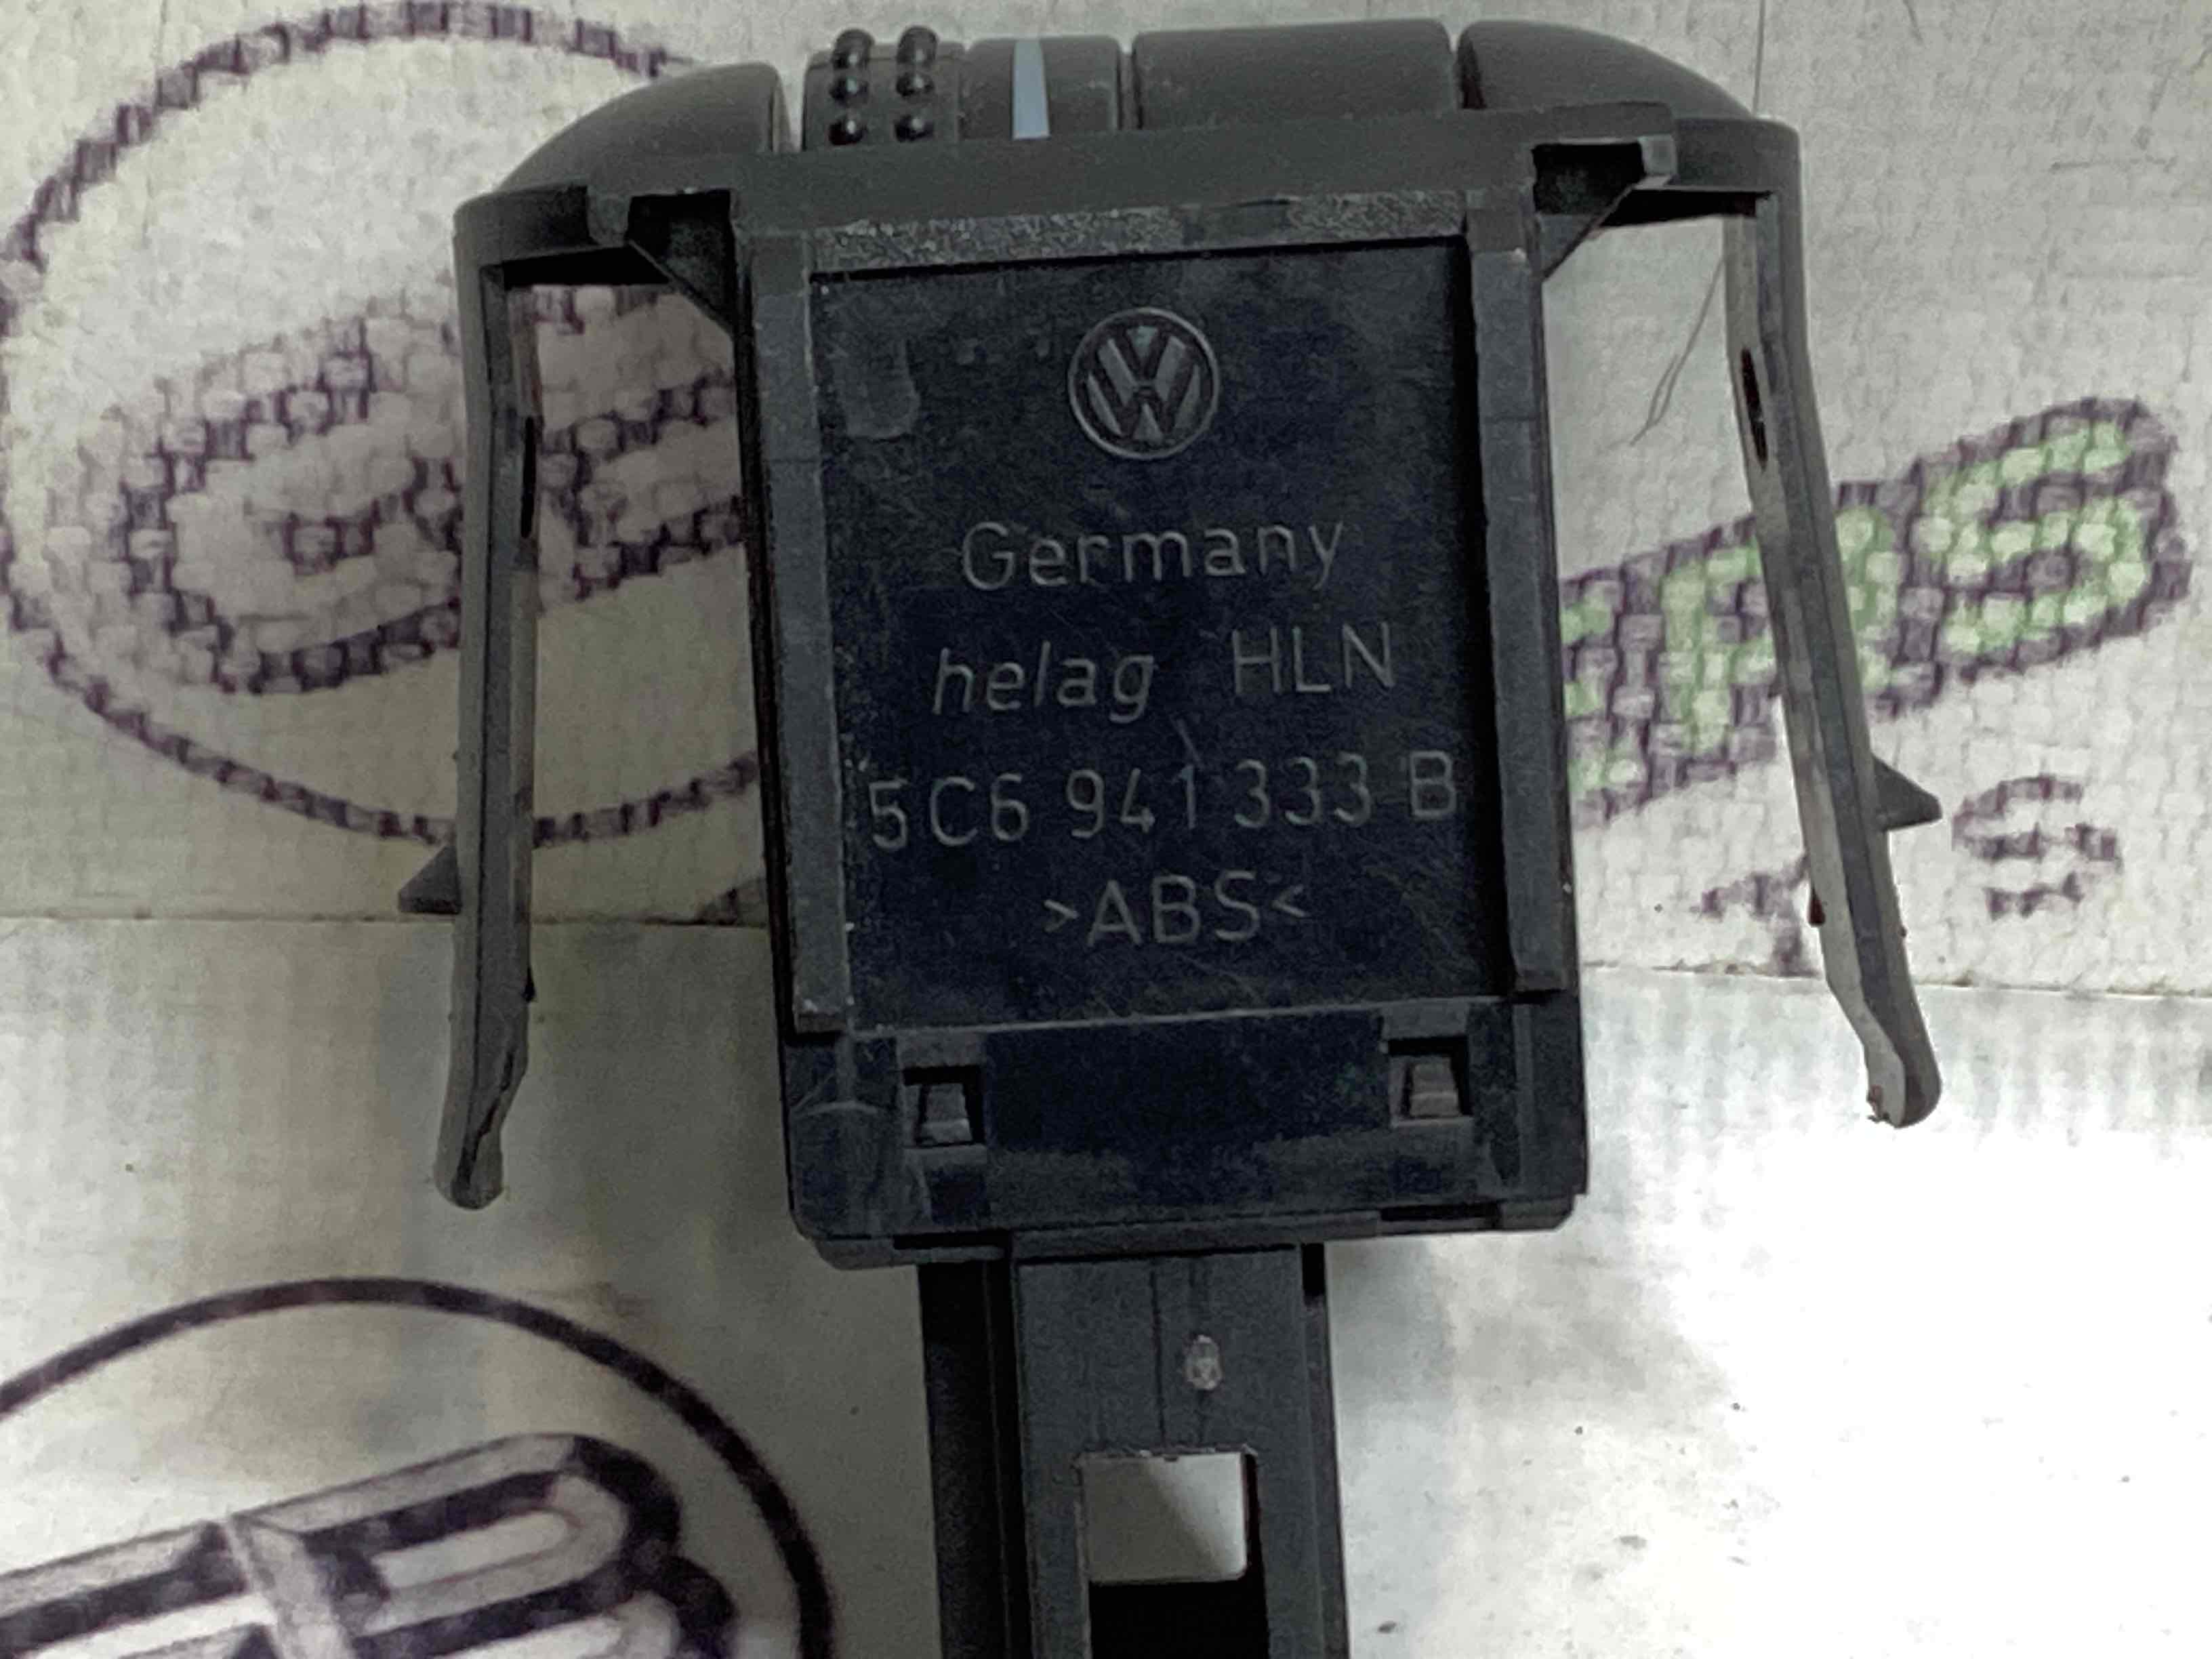 Germany
helag HLN
5C6 941 333 B
>ABS<